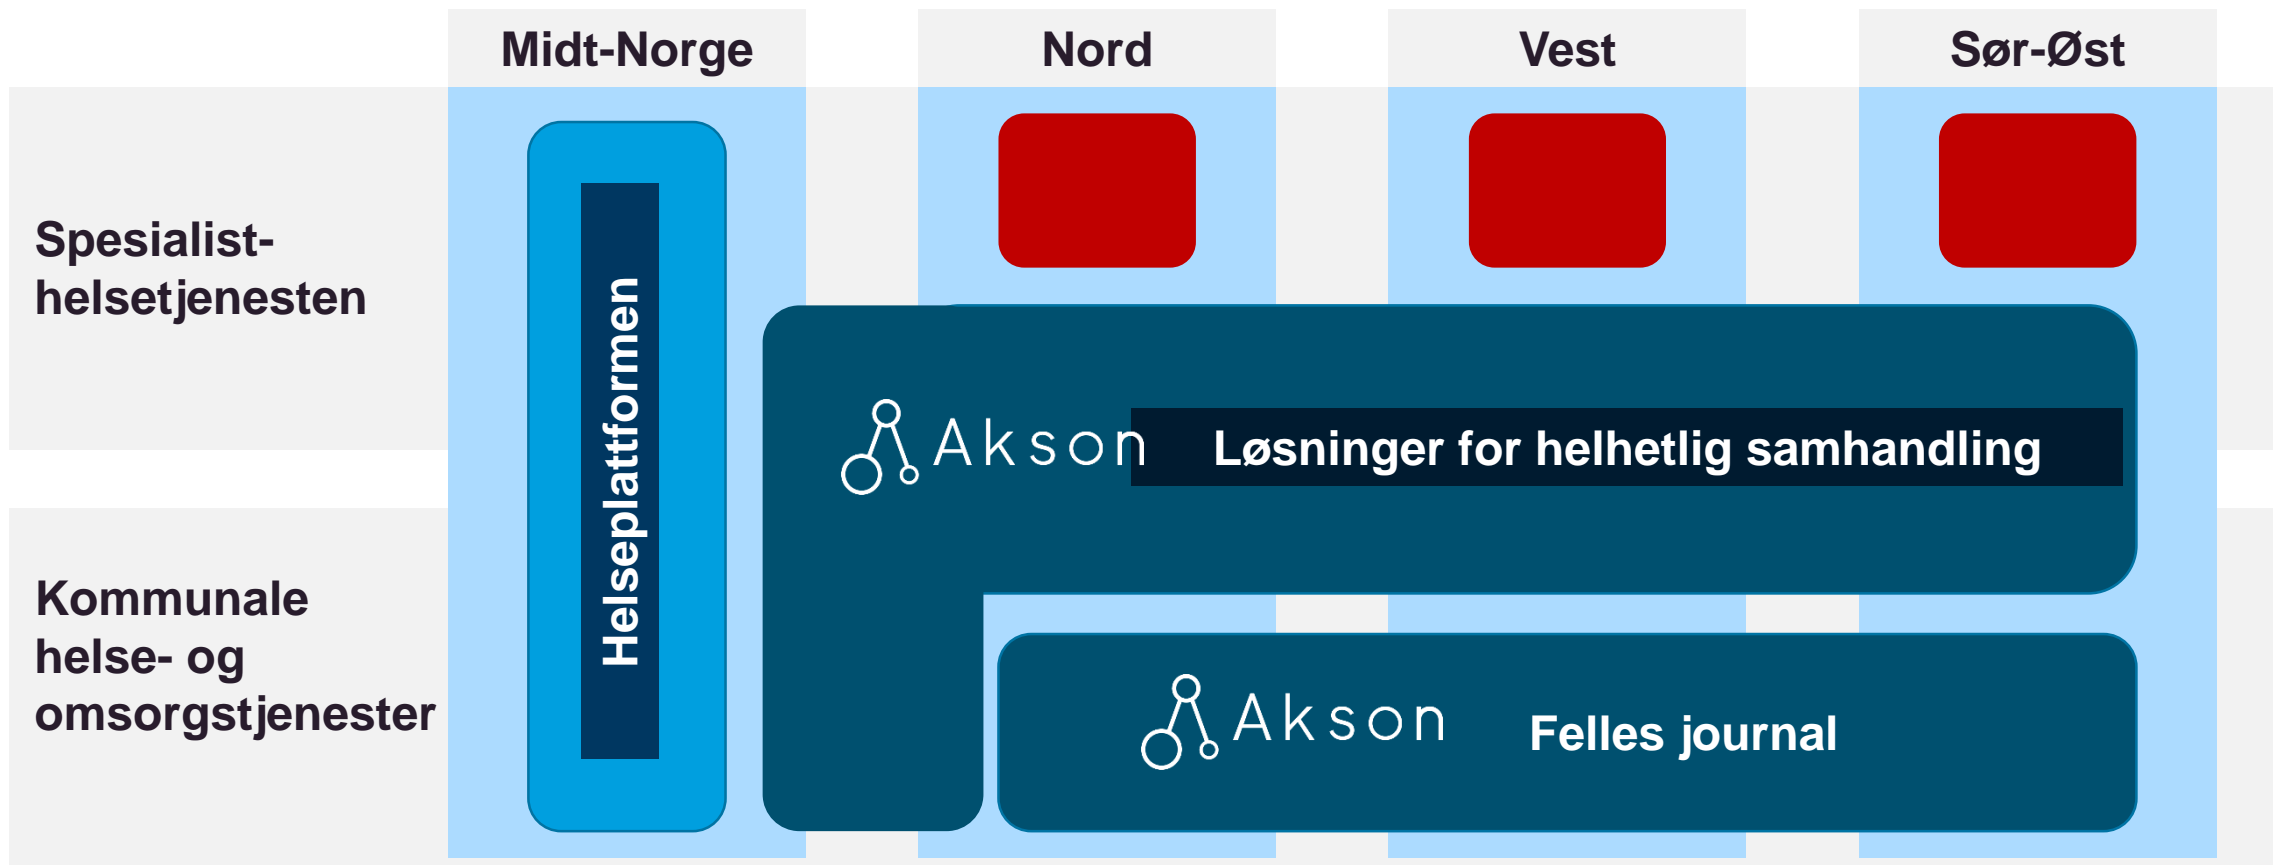 Midt-Norge
Nord
Vest
Sør-Øst
Spesialist-
helsetjenesten
Helseplattformen
Akson
Løsninger for helhetlig samhandling
Kommunale
helse- og
omsorgstjenester
Akson
Felles journal